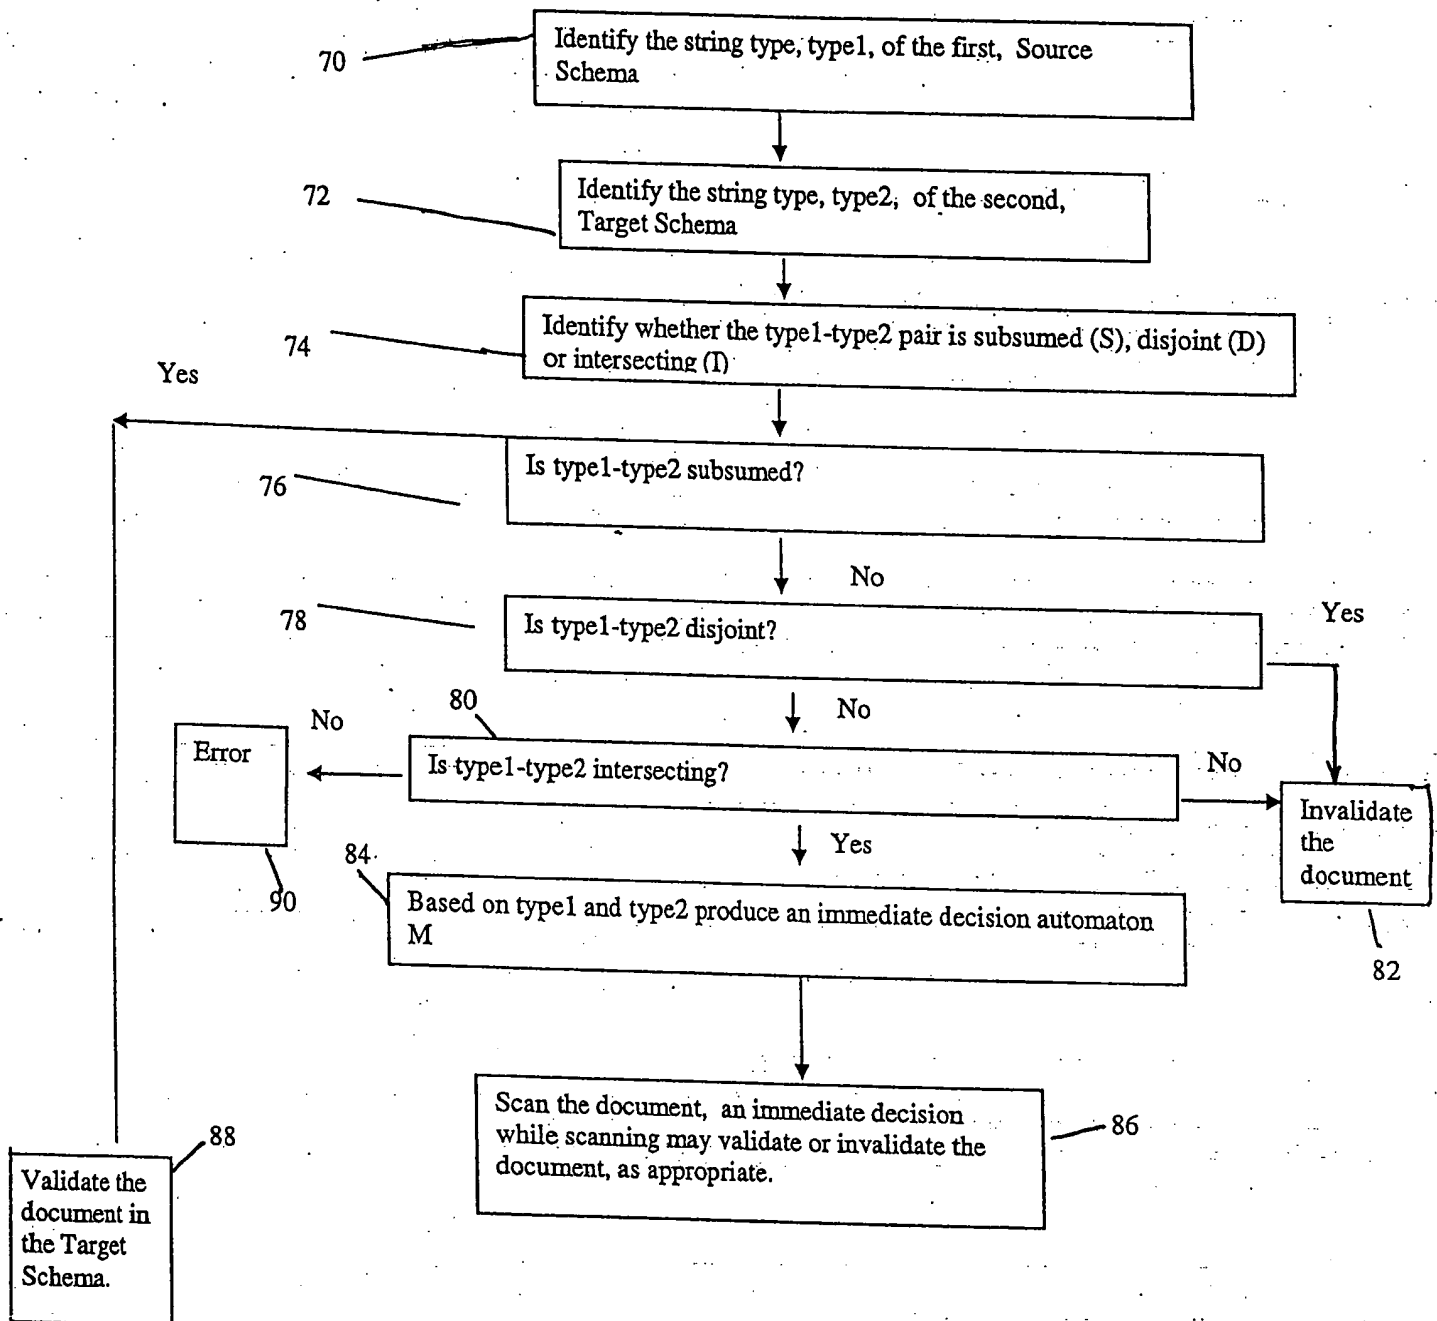 70
Identify the string type, type1, of the first, Source
Schema
72
Identify the string type, type2, of the second,
Target Schema
74
Identify whether the type1-type2 pair is subsumed (S), disjoint (D)
or intersecting (I)
Yes
76
Is type1-type2 subsumed?
No
78
Is type1-type2 disjoint?
Yes
No
80
No
Error
Is type1-type2 intersecting?
No
Invalidate
the
document
82
90
Yes
84
Based on type1 and type2 produce an immediate decision automaton
M
Scan the document, an immediate decision
while scanning may validate or invalidate the
document, as appropriate.
86
88
Validate the
document in
the Target
Schema.